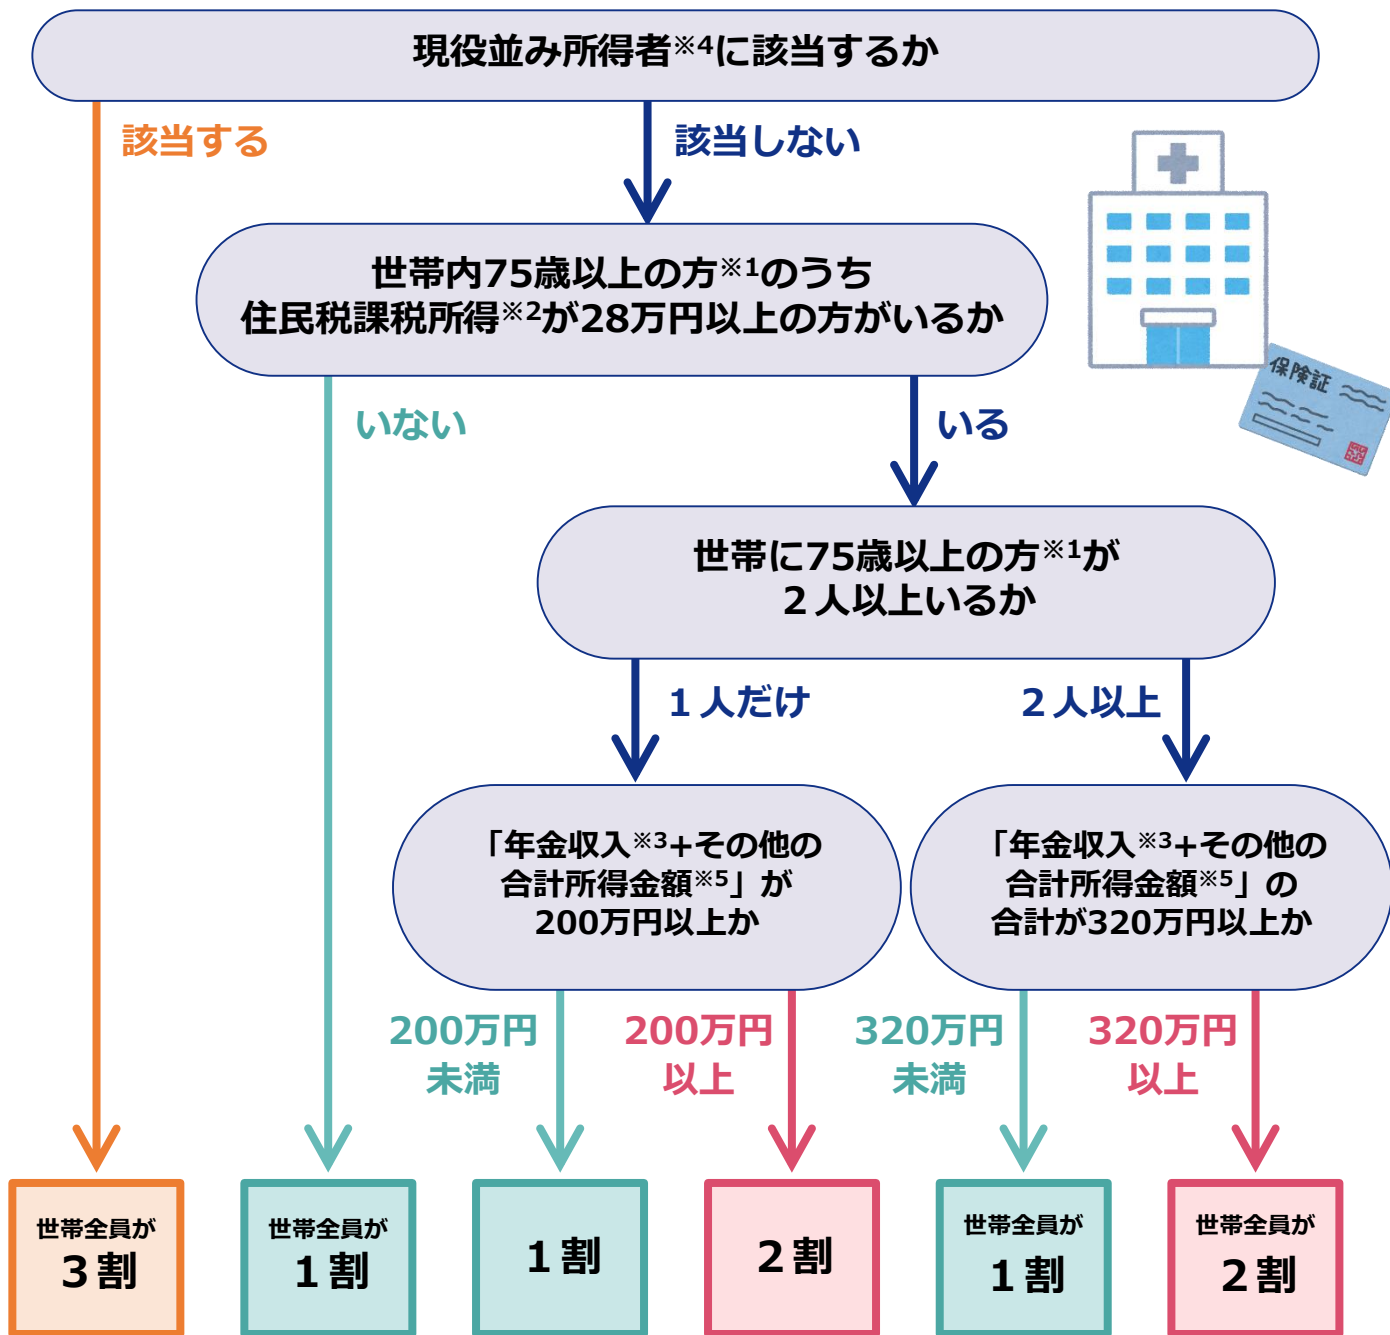 現役並み所得者※4に該当するか
該当する
該当しない
世帯内75歳以上の方※1のうち
住民税課税所得※2が28万円以上の方がいるか
保険証
いない
いる
世帯に75歳以上の方※1が
２人以上いるか
１人だけ
２人以上
「年金収入※3+その他の
合計所得金額※5」が
200万円以上か
「年金収入※3+その他の
合計所得金額※5」の
合計が320万円以上か
200万円
未満
200万円
以上
320万円
未満
320万円
以上
世帯全員が
３割
世帯全員が
１割
１割
２割
世帯全員が
１割
世帯全員が
２割